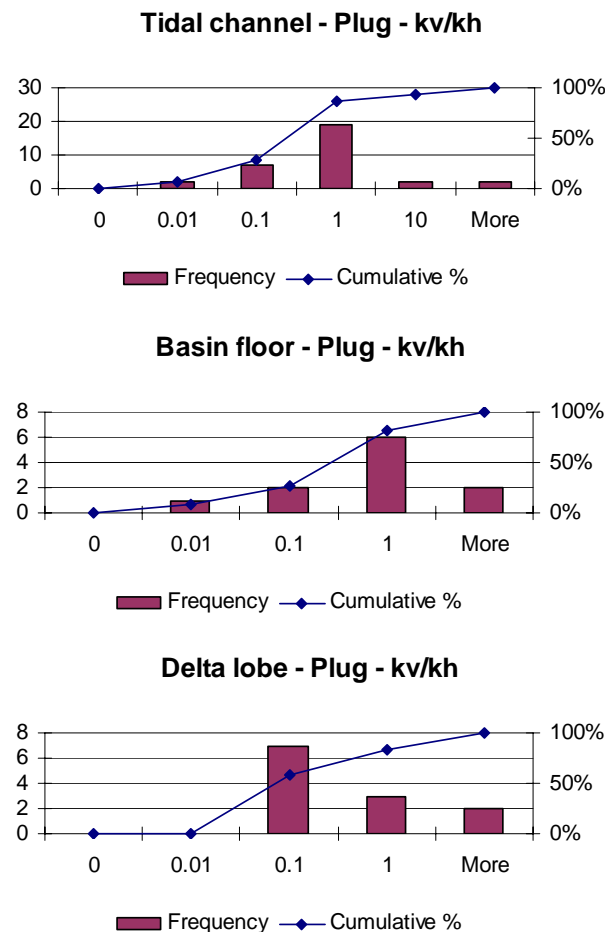 Tidal channel - Plug - kv/kh
30 100%
20
50%
10
0 0%
0 0.01 0.1 1 10 More
Frequency Cumulative %
Basin floor - Plug - kv/kh
8 100%
6
4 50%
2
0 0%
0 0.01 0.1 1 More
Frequency Cumulative %
Delta lobe - Plug - kv/kh
8 100%
6
4 50%
2
0 0%
0 0.01 0.1 1 More
Frequency Cumulative %